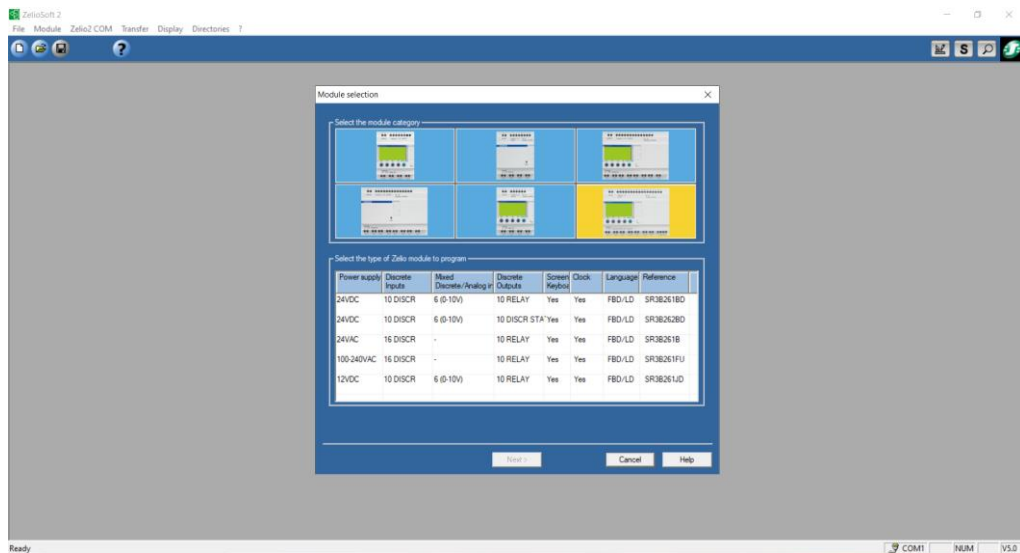 ZelioSoft 2
File Module Zelio2 COM Transfer Display Directories ?
S
Module selection
Select the module category
Select the type of Zelio module to program
Power supply Discrete Inputs Mixed Discrete/Analog in Discrete Outputs Screen Keyboa Clock Language Reference
24VDC 10 DISCR 6 (0-10V) 10 RELAY Yes Yes FBD/LD SR3B261BD
24VDC 10 DISCR 6 (0-10V) 10 DISCR STA Yes Yes FBD/LD SR3B262BD
24VAC 16 DISCR - 10 RELAY Yes Yes FBD/LD SR3B261B
100-240VAC 16 DISCR - 10 RELAY Yes Yes FBD/LD SR3B261FU
12VDC 10 DISCR 6 (0-10V) 10 RELAY Yes Yes FBD/LD SR3B261JD
Next > Cancel Help
Ready COM1 NUM V5.0